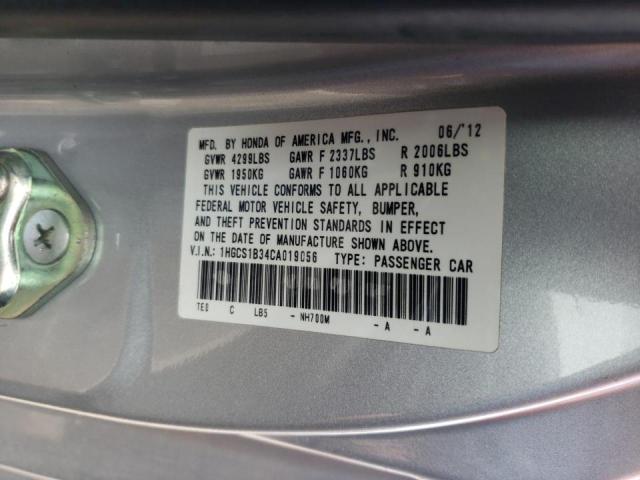 MFD. BY HONDA OF AMERICA MFG., INC. 06/'12
GVWR 4299LBS GAWR F 2337LBS R 2006LBS
GVWR 1950KG GAWR F 1060KG R 910KG
THIS VEHICLE CONFORMS TO ALL APPLICABLE
FEDERAL MOTOR VEHICLE SAFETY, BUMPER,
AND THEFT PREVENTION STANDARDS IN EFFECT
ON THE DATE OF MANUFACTURE SHOWN ABOVE.
V.I.N.: 1HGCS1B34CA019056 TYPE: PASSENGER CAR
TE0 C LB5 - NH700M - A - A